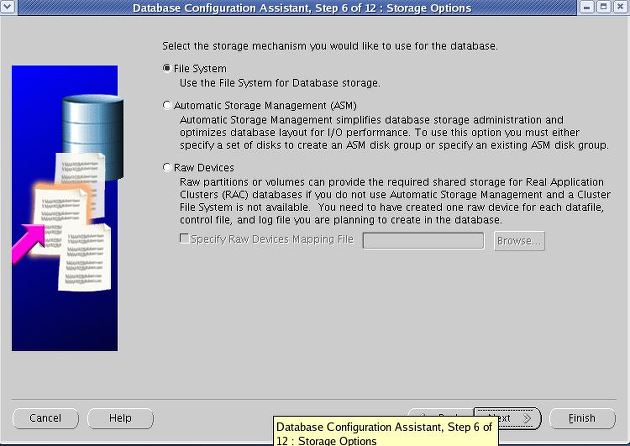 Database Configuration Assistant, Step 6 of 12 : Storage Options
Select the storage mechanism you would like to use for the database.
File System
Use the File System for Database storage.
Automatic Storage Management (ASM)
Automatic Storage Management simplifies database storage administration and
optimizes database layout for I/O performance. To use this option you must either
specify a set of disks to create an ASM disk group or specify an existing ASM disk group.
Raw Devices
Raw partitions or volumes can provide the required shared storage for Real Application
Clusters (RAC) databases if you do not use Automatic Storage Management and a Cluster
File System is not available. You need to have created one raw device for each datafile,
control file, and log file you are planning to create in the database.
Specify Raw Devices Mapping File
Browse...
Cancel
Help
Next
Finish
Database Configuration Assistant, Step 6 of
12 : Storage Options